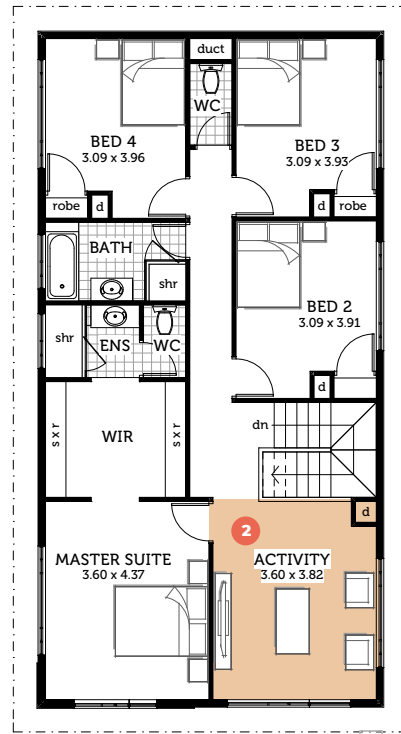 duct
WC
BED 4
3.09 x 3.96
BED 3
3.09 x 3.93
robe
d
d
robe
BATH
shr
BED 2
3.09 x 3.91
shr
ENS
WC
d
dn
s x r
WIR
s x r
d
2
MASTER SUITE
3.60 x 4.37
ACTIVITY
3.60 x 3.82